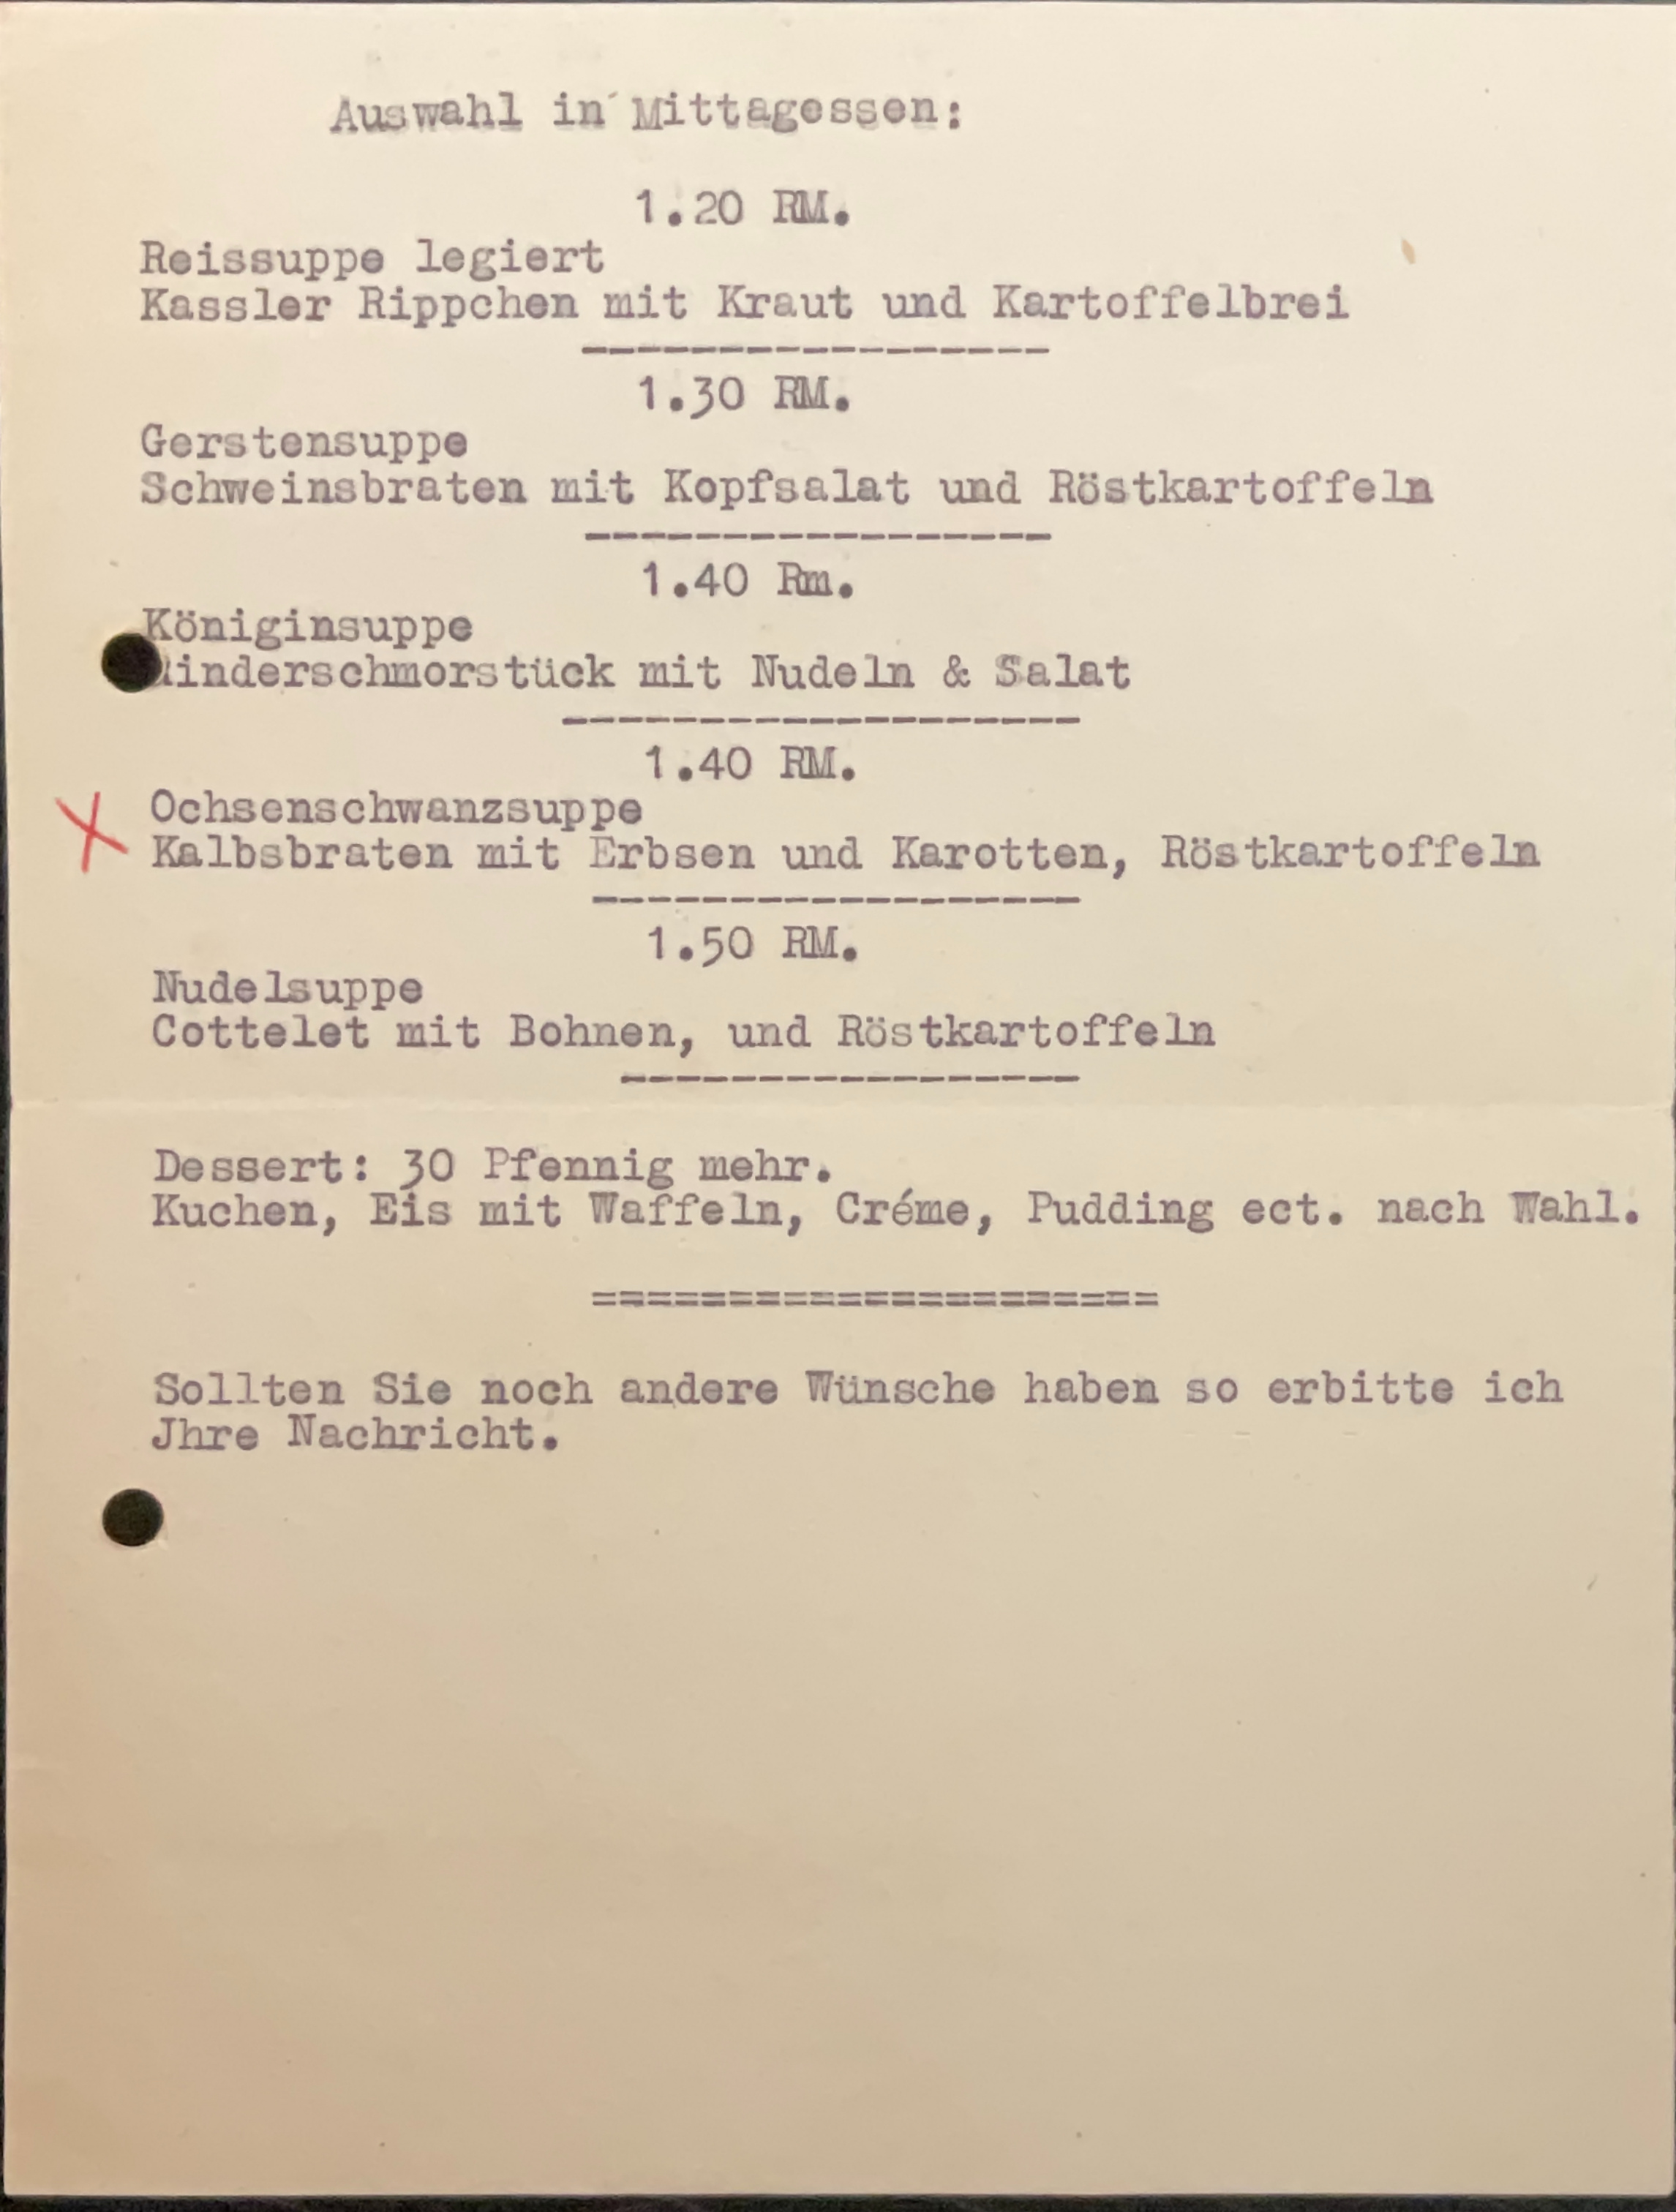 Auswahl in Mittagessen:
1.20 RM.
Reissuppe legiert
Kassler Rippchen mit Kraut und Kartoffelbrei
-----------------
1.30 RM.
Gerstensuppe
Schweinsbraten mit Kopfsalat und Röstkartoffeln
-----------------
1.40 Rm.
Königinsuppe
Rinderschmorstück mit Nudeln & Salat
-------------------
1.40 RM.
X Ochsenschwanzsuppe
Kalbsbraten mit Erbsen und Karotten, Röstkartoffeln
------------------
1.50 RM.
Nudelsuppe
Cottelet mit Bohnen, und Röstkartoffeln
-----------------
Dessert: 30 Pfennig mehr.
Kuchen, Eis mit Waffeln, Créme, Pudding ect. nach Wahl.
=====================
Sollten Sie noch andere Wünsche haben so erbitte ich
Jhre Nachricht.